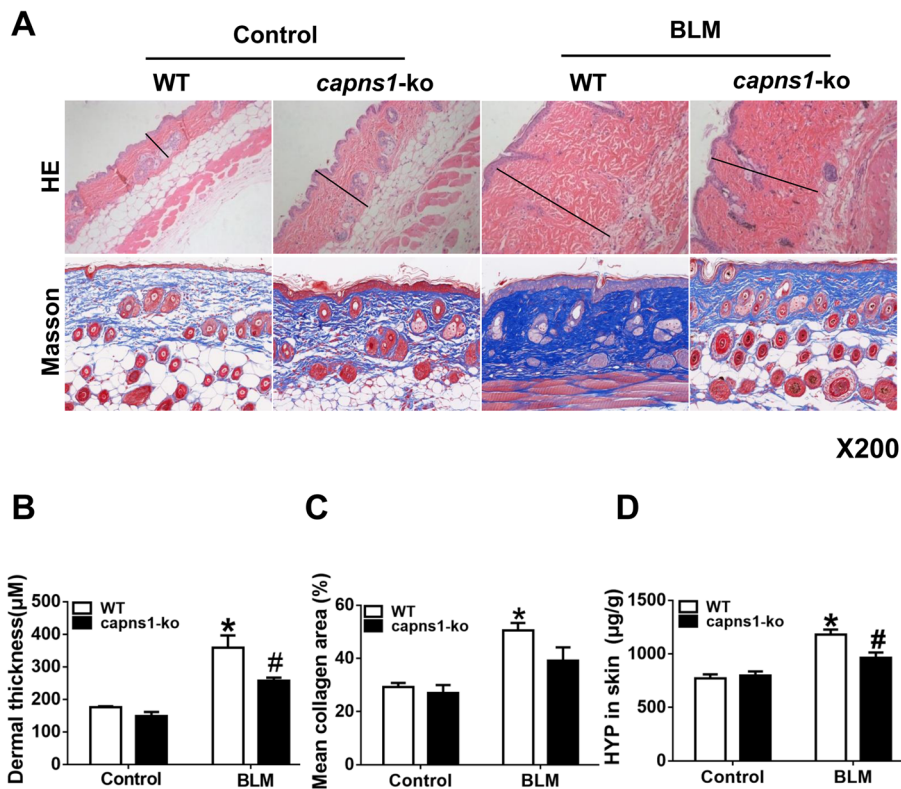 A
Control
BLM
WT
capns1-ko
WT
capns1-ko
HE
Masson
X200
B
C
D
Dermal thickness(μM)
500
400
300
200
100
0
WT
capns1-ko
*
#
Control
BLM
Mean collagen area (%)
60
40
20
0
WT
capns1-ko
*
Control
BLM
HYP in skin (μg/g)
1500
1000
500
0
WT
capns1-ko
*
#
Control
BLM